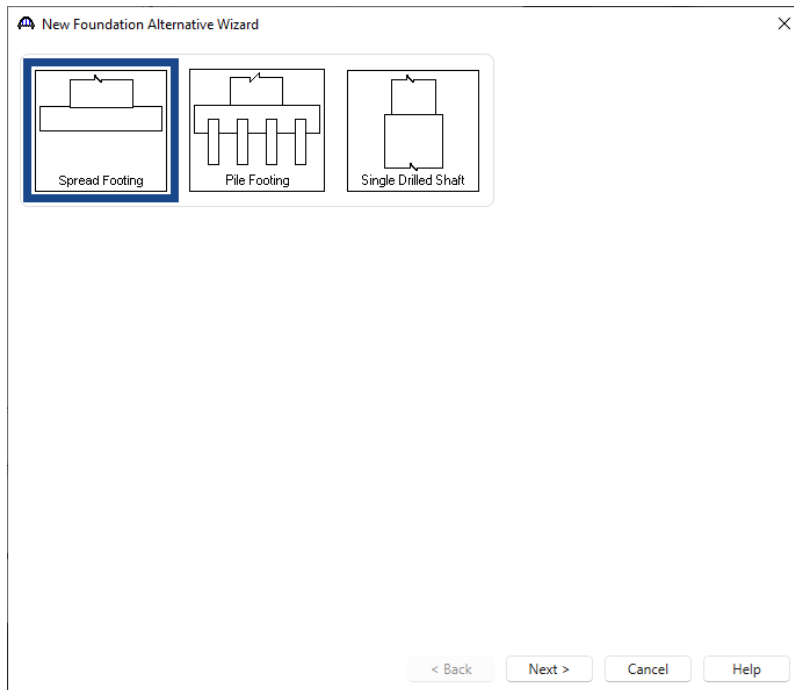 New Foundation Alternative Wizard
Spread Footing
Pile Footing
Single Drilled Shaft
< Back
Next >
Cancel
Help